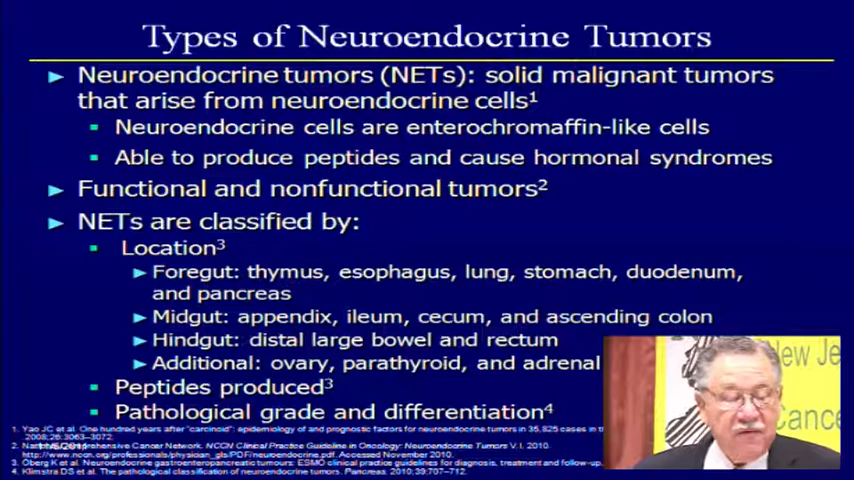 Types of Neuroendocrine Tumors
Neuroendocrine tumors (NETs): solid malignant tumors
that arise from neuroendocrine cells1
Neuroendocrine cells are enterochromaffin-like cells
Able to produce peptides and cause hormonal syndromes
Functional and nonfunctional tumors2
NETs are classified by:
Location3
Foregut: thymus, esophagus, lung, stomach, duodenum,
and pancreas
Midgut: appendix, ileum, cecum, and ascending colon
Hindgut: distal large bowel and rectum
Additional: ovary, parathyroid, and adrenal
Peptides produced3
Pathological grade and differentiation4
New Je
Cance
1. Yao JC et al. One hundred years after "carcinoid": epidemiology of and prognostic factors for neuroendocrine tumors in 35,825 cases in th
2008;26:3063–3072.
2. Comprehensive Cancer Network. NCCN Clinical Practice Guideline in Oncology: Neuroendocrine Tumors V.I. 2010.
http://www.nccn.org/professionals/physician_gls/PDF/neuroendocrine.pdf. Accessed November 2010.
3. Öberg K et al. Neuroendocrine gastroenteropancreatic tumours: ESMO clinical practice guidelines for diagnosis, treatment and follow-up.
4. Klimstra DS et al. The pathological classification of neuroendocrine tumors. Pancreas. 2010;39:707–712.